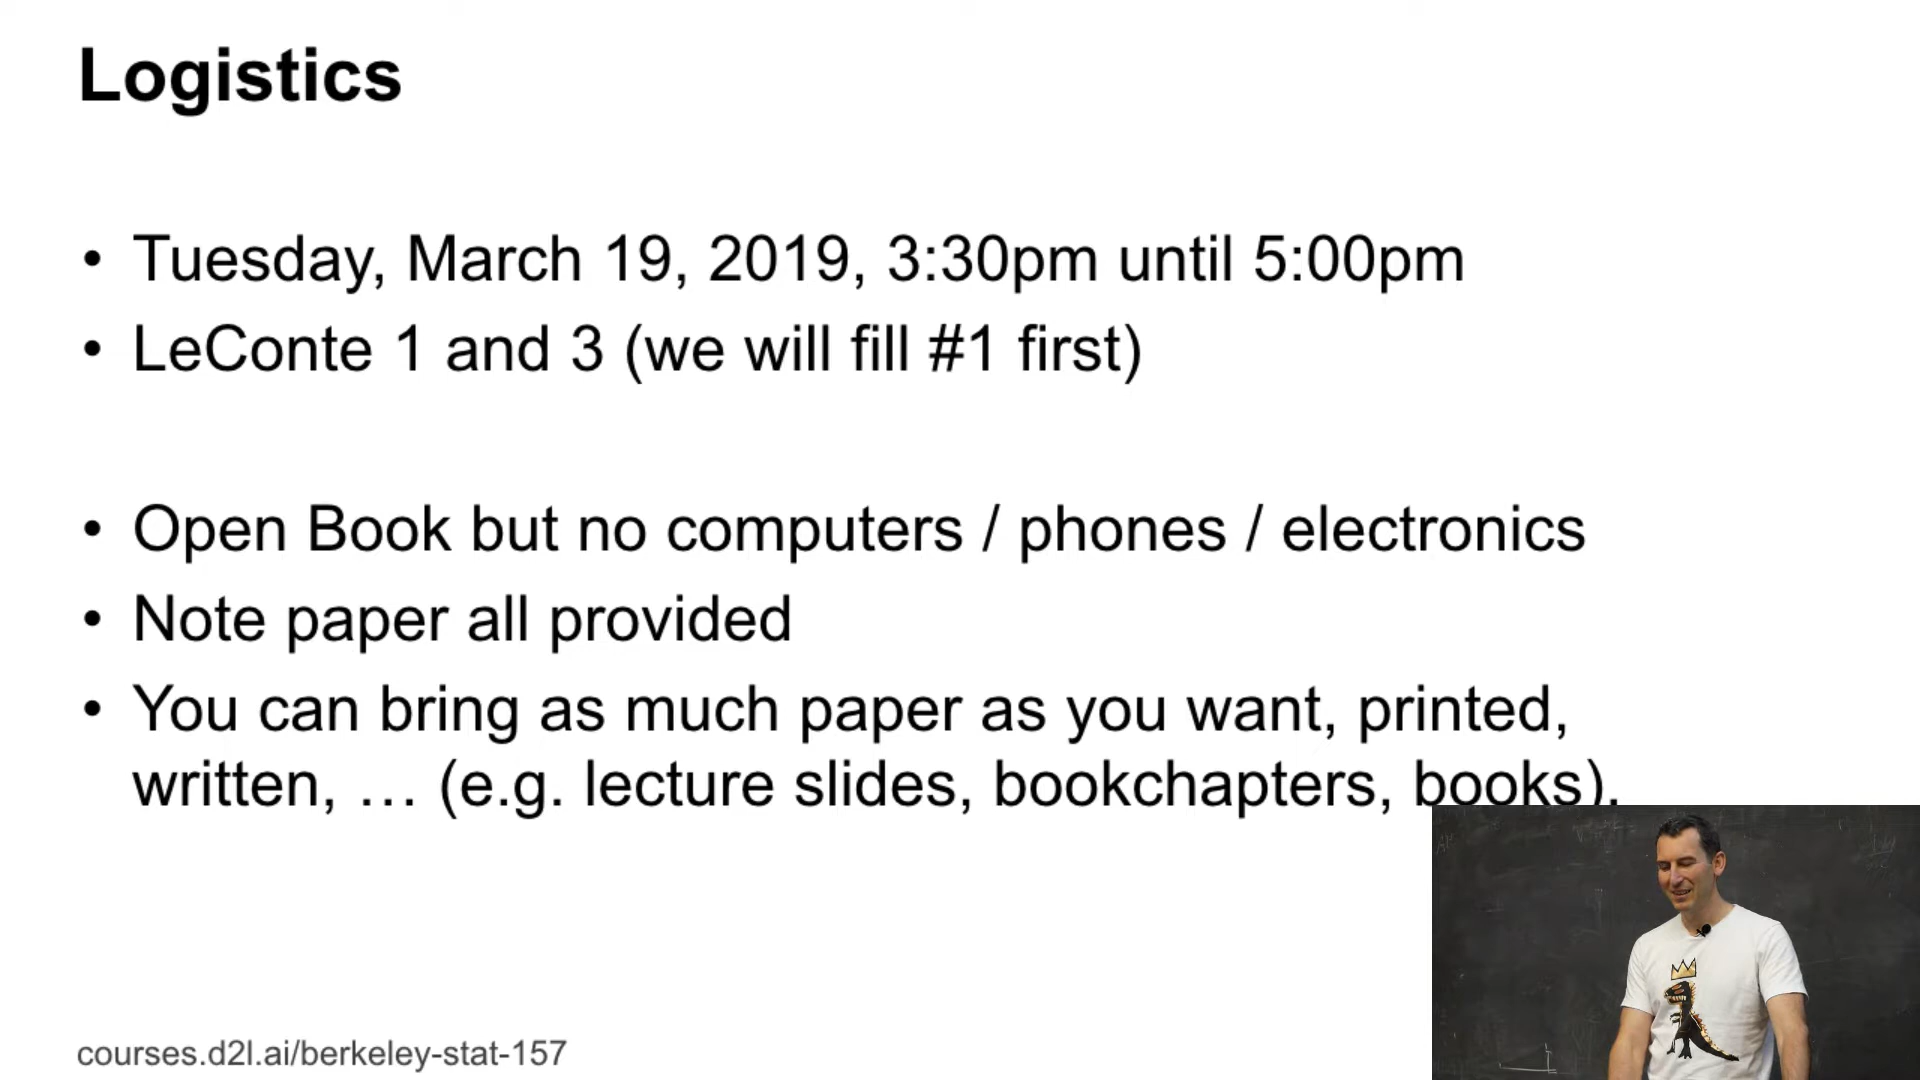 Logistics
• Tuesday, March 19, 2019, 3:30pm until 5:00pm
• LeConte 1 and 3 (we will fill #1 first)
• Open Book but no computers / phones / electronics
• Note paper all provided
• You can bring as much paper as you want, printed,
written, … (e.g. lecture slides, bookchapters, books).
courses.d2l.ai/berkeley-stat-157